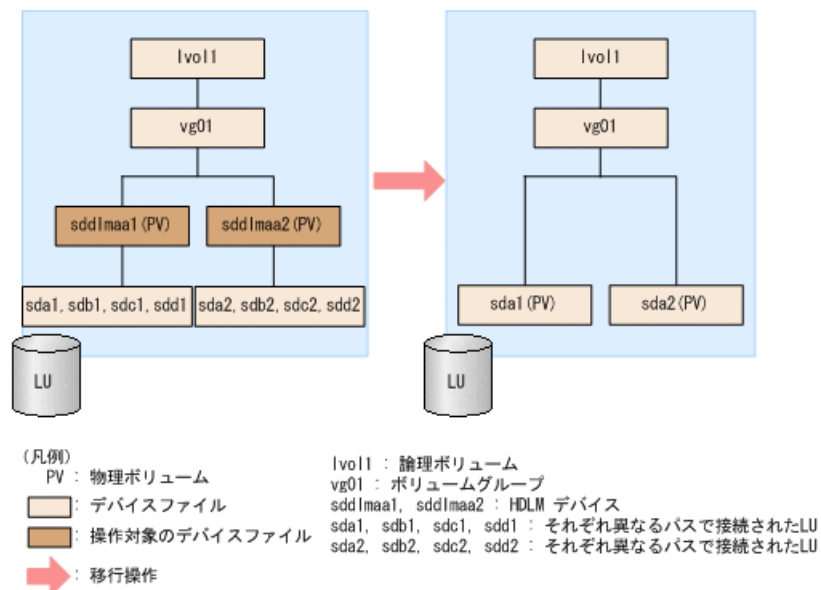 lvol1
vg01
sddlmaa1(PV)
sddlmaa2(PV)
sda1, sdb1, sdc1, sdd1
sda2, sdb2, sdc2, sdd2
LU
lvol1
vg01
sda1(PV)
sda2(PV)
LU
(凡例)
PV : 物理ボリューム
: デバイスファイル
: 操作対象のデバイスファイル
: 移行操作
lvol1 : 論理ボリューム
vg01 : ボリュームグループ
sddlmaa1, sddlmaa2 : HDLM デバイス
sda1, sdb1, sdc1, sdd1 : それぞれ異なるパスで接続されたLU
sda2, sdb2, sdc2, sdd2 : それぞれ異なるパスで接続されたLU